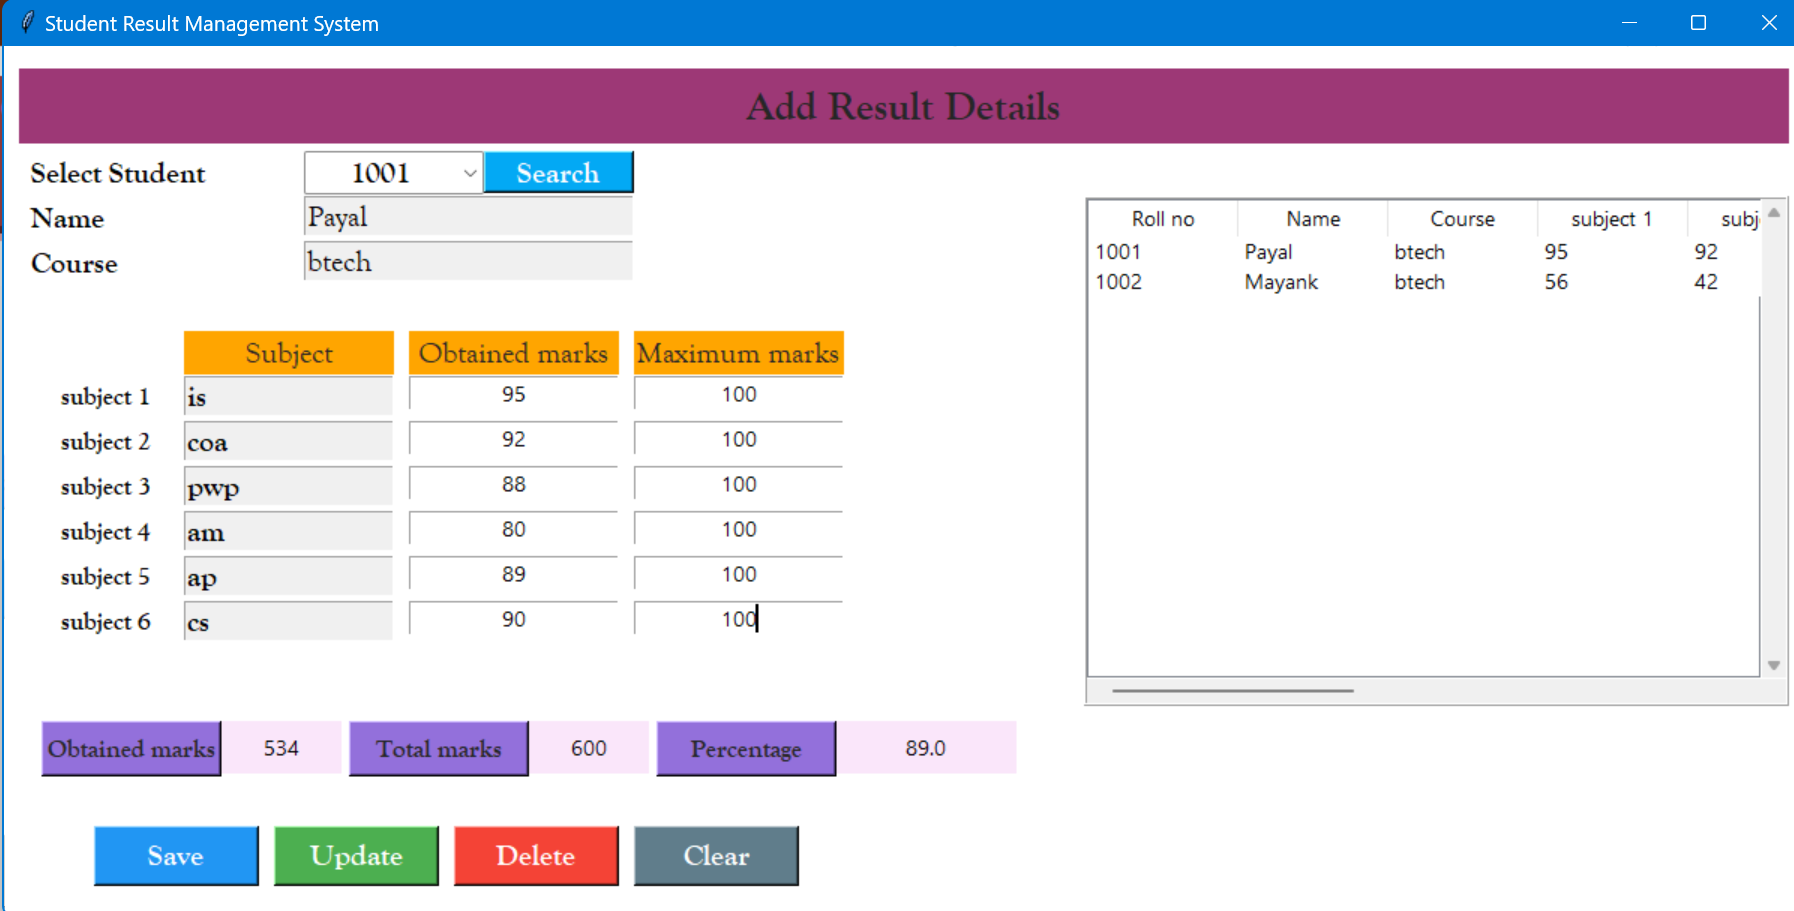 Student Result Management System
Add Result Details
Select Student 1001 Search
Name Payal
Course btech
Roll no Name Course subject 1 subj
1001 Payal btech 95 92
1002 Mayank btech 56 42
Subject Obtained marks Maximum marks
subject 1 is 95 100
subject 2 coa 92 100
subject 3 pwp 88 100
subject 4 am 80 100
subject 5 ap 89 100
subject 6 cs 90 100
Obtained marks 534 Total marks 600 Percentage 89.0
Save Update Delete Clear